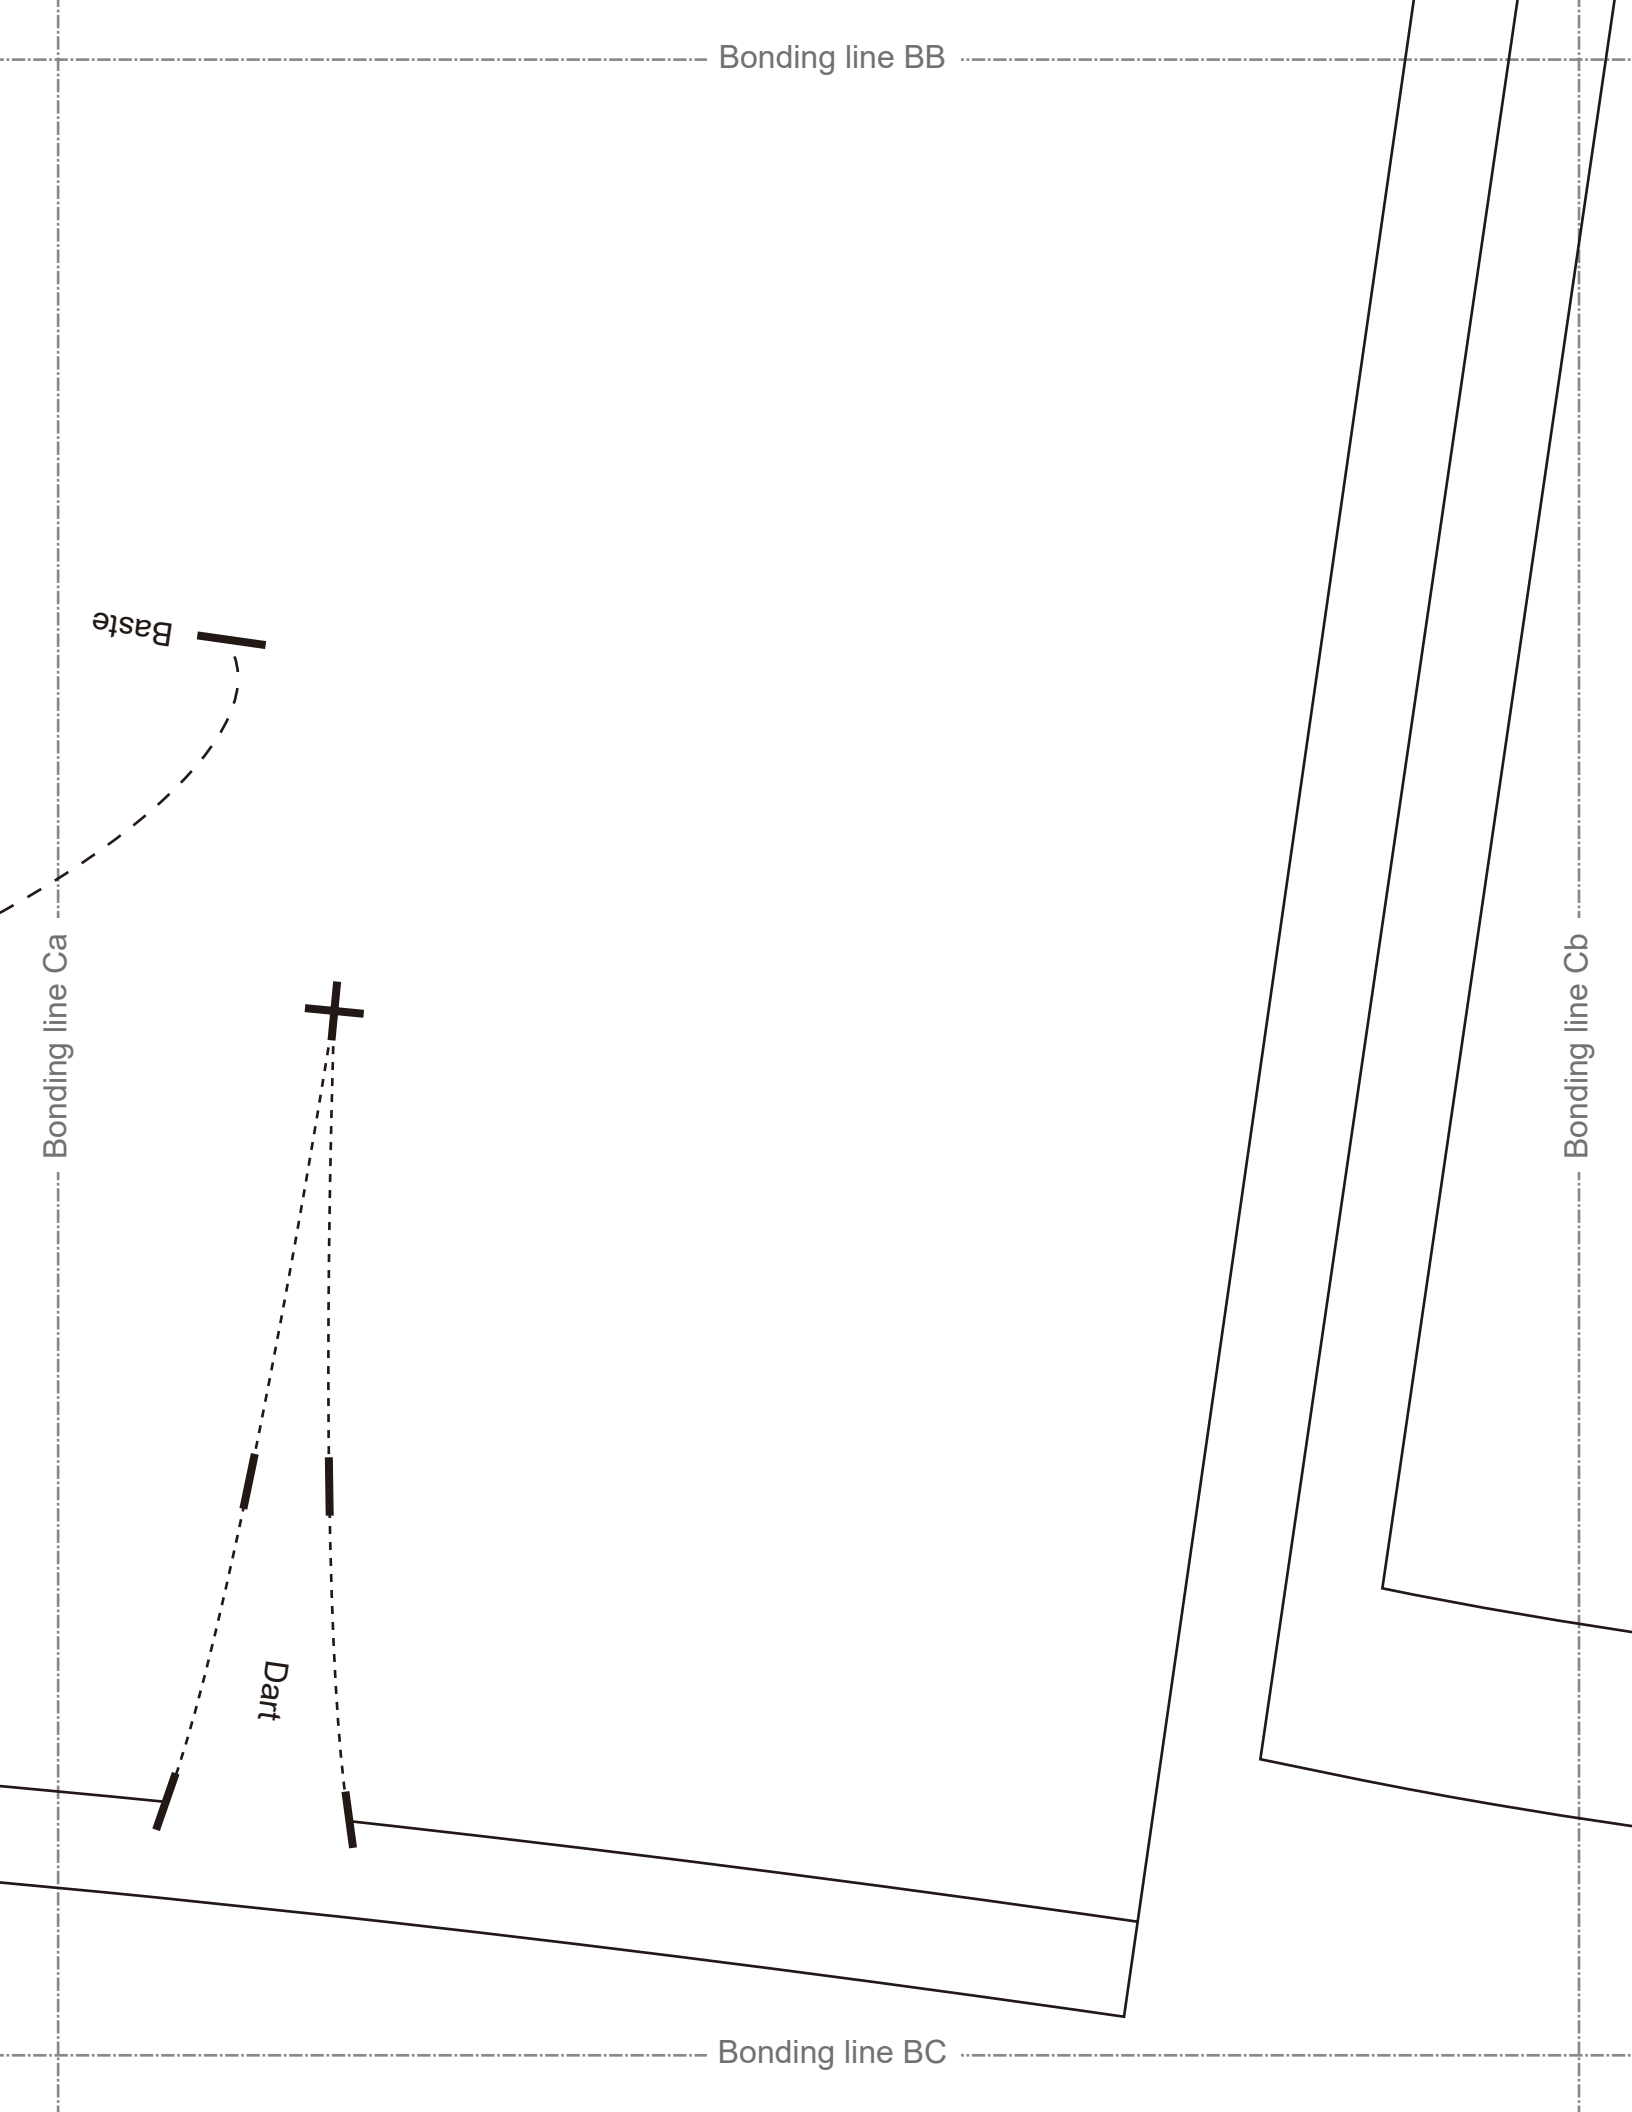 Bonding line BB
Baste
Bonding line Ca
Bonding line Cb
Dart
Bonding line BC